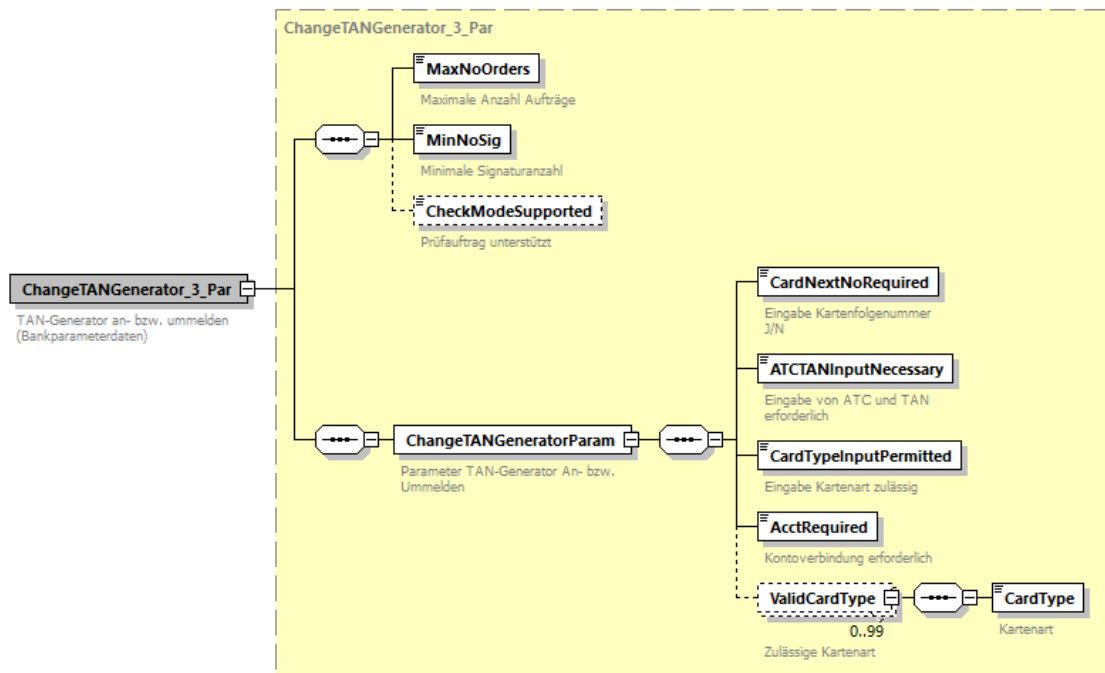 ChangeTANGenerator_3_Par
MaxNoOrders
Maximale Anzahl Aufträge
MinNoSig
Minimale Signaturanzahl
CheckModeSupported
Prüfauftrag unterstützt
ChangeTANGenerator_3_Par
TAN-Generator an- bzw. ummelden
(Bankparameterdaten)
ChangeTANGeneratorParam
Parameter TAN-Generator An- bzw.
Ummelden
CardNextNoRequired
Eingabe Kartenfolgenummer
J/N
ATCTANInputNecessary
Eingabe von ATC und TAN
erforderlich
CardTypeInputPermitted
Eingabe Kartenart zulässig
AcctRequired
Kontoverbindung erforderlich
ValidCardType
0..99
Zulässige Kartenart
CardType
Kartenart